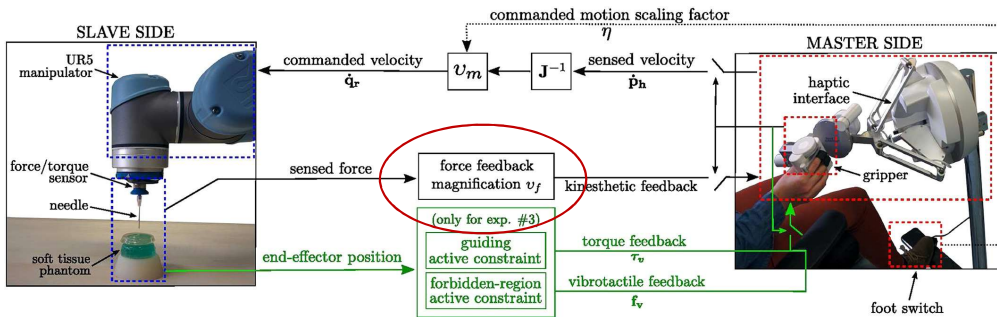 commanded motion scaling factor
η
SLAVE SIDE
MASTER SIDE
UR5
manipulator
commanded velocity
q̇ᵣ
υₘ
J⁻¹
sensed velocity
ṗₕ
haptic
interface
force/torque
sensor
sensed force
force feedback
magnification υ_f
kinesthetic feedback
gripper
needle
(only for exp. #3)
guiding
active constraint
torque feedback
τᵥ
soft tissue
phantom
end-effector position
forbidden-region
active constraint
vibrotactile feedback
fᵥ
foot switch